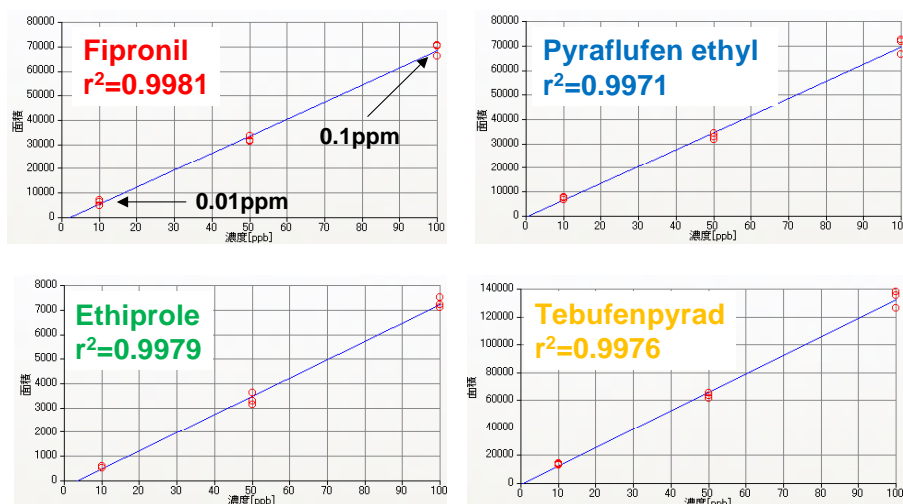 80000
70000
60000
50000
40000
30000
20000
10000
0
面積
Fipronil
r²=0.9981
0.1ppm
0.01ppm
0 10 20 30 40 50 60 70 80 90 100
濃度[ppb]
80000
70000
60000
50000
40000
30000
20000
10000
0
面積
Pyraflufen ethyl
r²=0.9971
0 10 20 30 40 50 60 70 80 90 100
濃度[ppb]
8000
7000
6000
5000
4000
3000
2000
1000
0
面積
Ethiprole
r²=0.9979
0 10 20 30 40 50 60 70 80 90 100
濃度[ppb]
140000
120000
100000
80000
60000
40000
20000
0
面積
Tebufenpyrad
r²=0.9976
0 10 20 30 40 50 60 70 80 90 100
濃度[ppb]